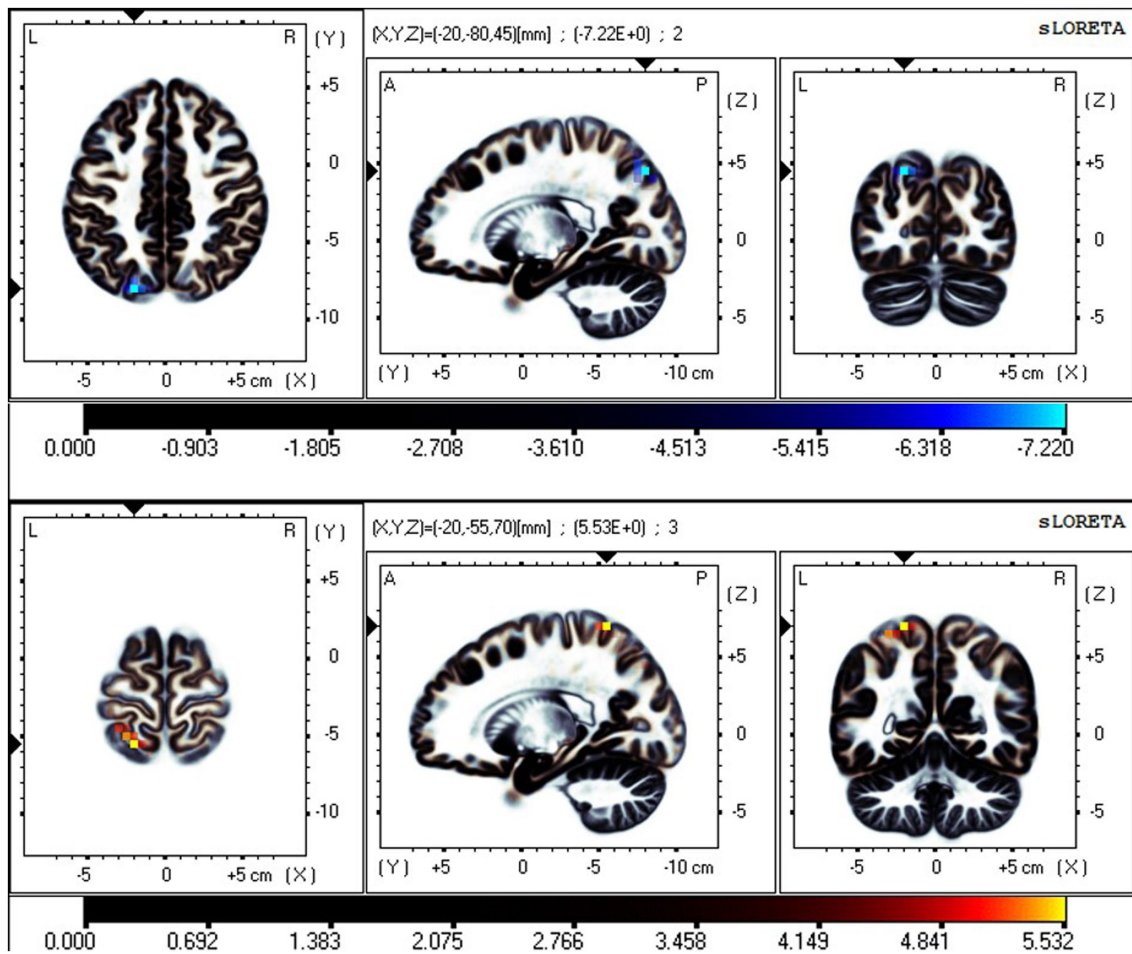 L R (Y)
(X,Y,Z)=(-20,-80,45)[mm] ; (-7.22E+0) ; 2
sLORETA
+5
0
-5
-10
-5 0 +5 cm (X)
A P (Z)
+5
0
-5
(Y) +5 0 -5 -10 cm
L R (Z)
+5
0
-5
-5 0 +5 cm (X)
0.000 -0.903 -1.805 -2.708 -3.610 -4.513 -5.415 -6.318 -7.220
L R (Y)
(X,Y,Z)=(-20,-55,70)[mm] ; (5.53E+0) ; 3
sLORETA
+5
0
-5
-10
-5 0 +5 cm (X)
A P (Z)
+5
0
-5
(Y) +5 0 -5 -10 cm
L R (Z)
+5
0
-5
-5 0 +5 cm (X)
0.000 0.692 1.383 2.075 2.766 3.458 4.149 4.841 5.532